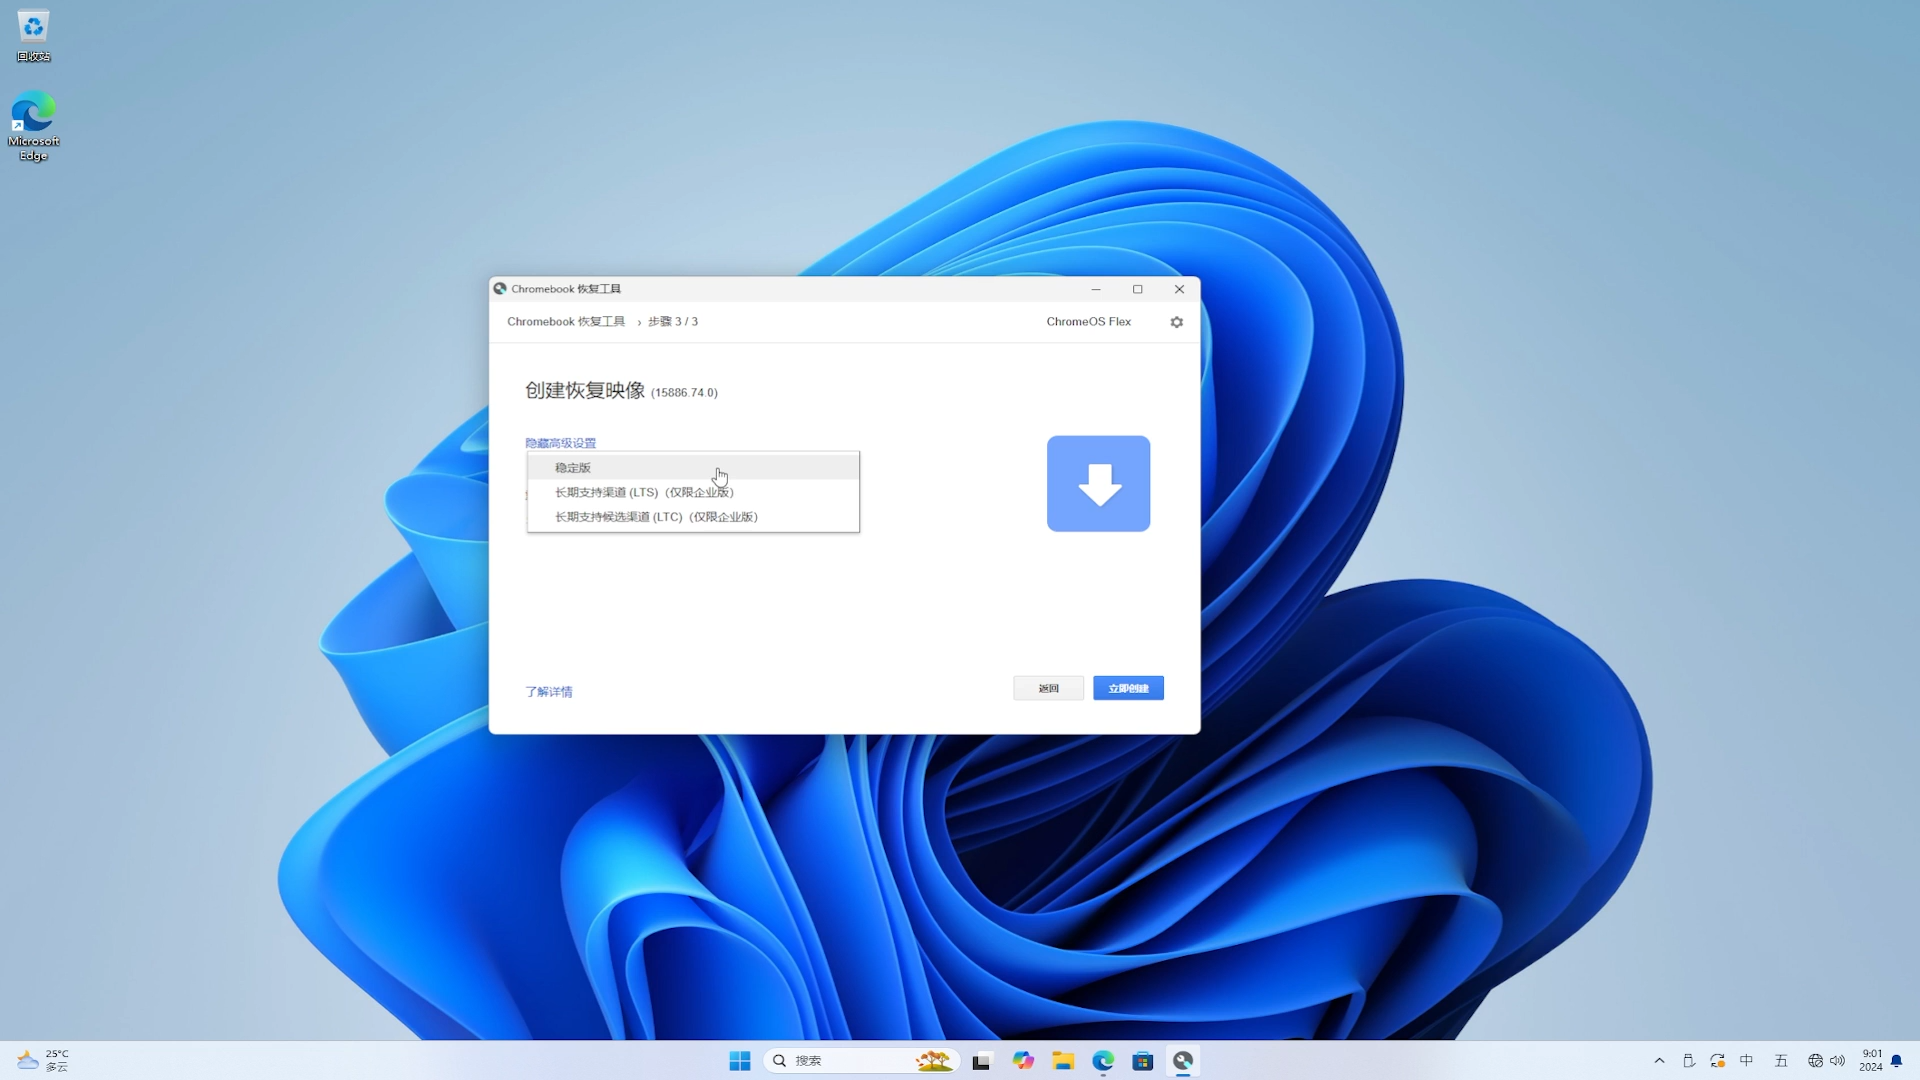 回收站
Microsoft
Edge
Chromebook 恢复工具
Chromebook 恢复工具 › 步骤 3 / 3
ChromeOS Flex
创建恢复映像 (15886.74.0)
隐藏高级设置
稳定版
长期支持渠道 (LTS)（仅限企业版）
长期支持候选渠道 (LTC)（仅限企业版）
了解详情
返回
立即创建
25°C
多云
搜索
中
五
9:01
2024